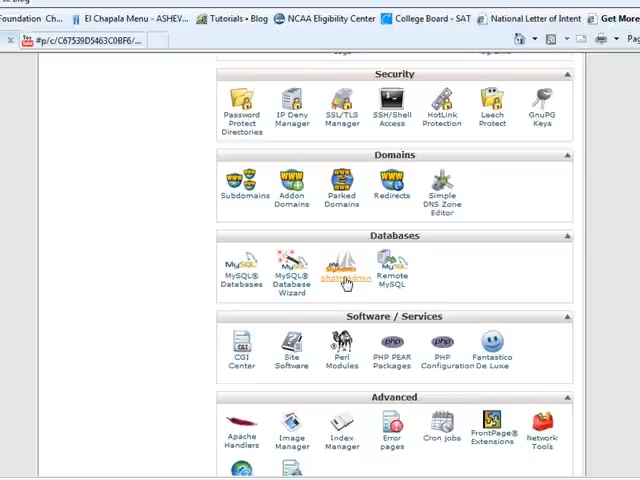 Foundation Ch...
El Chapala Menu - ASHEV...
Tutorials • Blog
NCAA Eligibility Center
College Board - SAT
National Letter of Intent
Get More
You Tube
#p/c/C67539D5463C0BF6/...
Pag
Security
Password Protect Directories
IP Deny Manager
SSL/TLS Manager
SSH/Shell Access
HotLink Protection
Leech Protect
GnuPG Keys
Domains
Subdomains
Addon Domains
Parked Domains
Redirects
Simple DNS Zone Editor
Databases
MySQL® Databases
MySQL® Database Wizard
phpMyAdmin
Remote MySQL
Software / Services
CGI Center
Site Software
Perl Modules
PHP PEAR Packages
PHP Configuration
Fantastico De Luxe
Advanced
Apache Handlers
Image Manager
Index Manager
Error pages
Cron jobs
FrontPage® Extensions
Network Tools